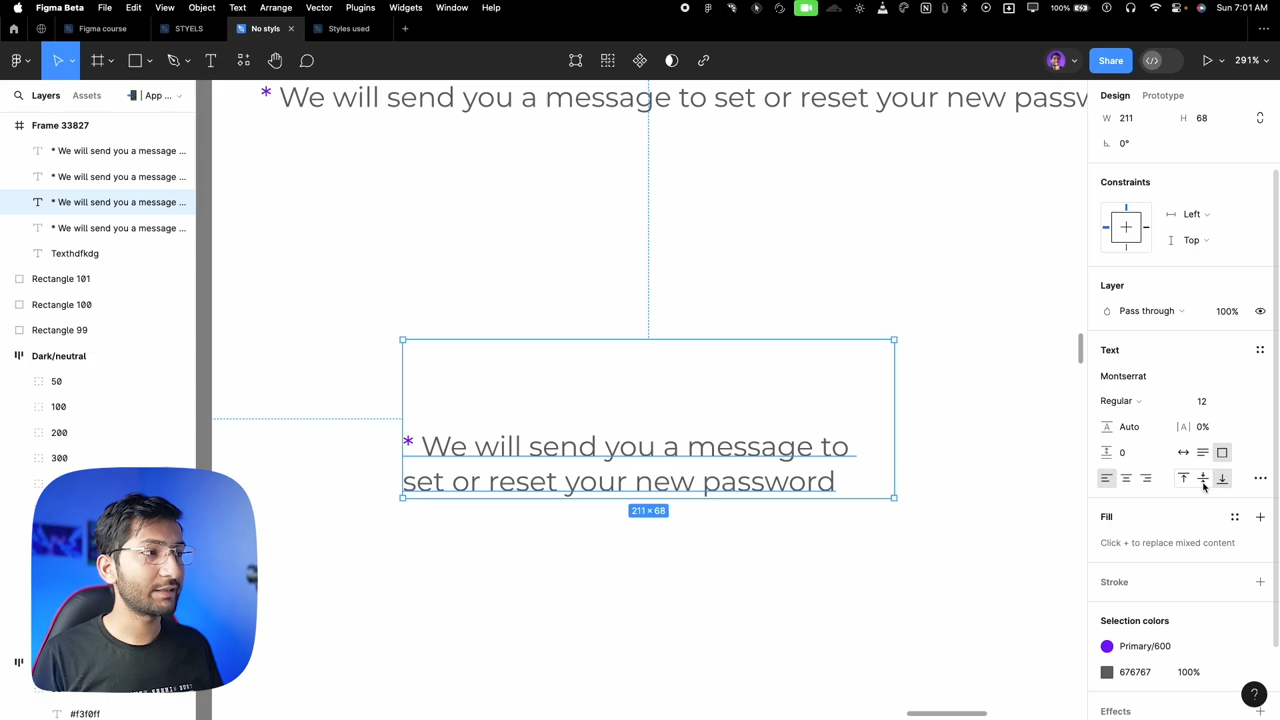 Figma Beta File Edit View Object Text Arrange Vector Plugins Widgets Window Help 100% Sun 7:01 AM
Figma course STYELS No styls Styles used
Share 291%
Layers Assets | App ... Design Prototype
* We will send you a message to set or reset your new passw
Frame 33827 W 211 H 68
0°
* We will send you a message ...
* We will send you a message ...
* We will send you a message ...
* We will send you a message ...
Texthdfkdg
Rectangle 101
Rectangle 100
Rectangle 99
Dark/neutral
50
100
200
300
#f3f0ff
* We will send you a message to
set or reset your new password
211 × 68
Constraints
Left
Top
Layer
Pass through 100%
Text
Montserrat
Regular 12
Auto |A| 0%
0
Fill
Click + to replace mixed content
Stroke
Selection colors
Primary/600
676767 100%
Effects
?